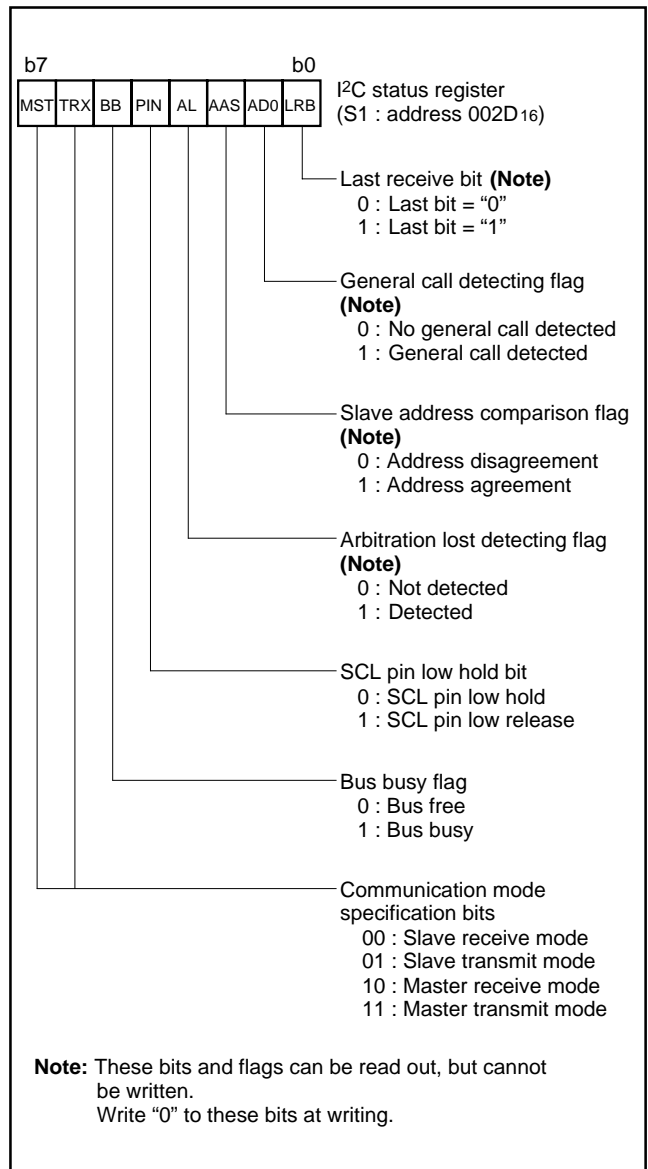 b7 b0
MST TRX BB PIN AL AAS AD0 LRB
I2C status register
(S1 : address 002D16)
Last receive bit (Note)
0 : Last bit = “0”
1 : Last bit = “1”
General call detecting flag
(Note)
0 : No general call detected
1 : General call detected
Slave address comparison flag
(Note)
0 : Address disagreement
1 : Address agreement
Arbitration lost detecting flag
(Note)
0 : Not detected
1 : Detected
SCL pin low hold bit
0 : SCL pin low hold
1 : SCL pin low release
Bus busy flag
0 : Bus free
1 : Bus busy
Communication mode
specification bits
00 : Slave receive mode
01 : Slave transmit mode
10 : Master receive mode
11 : Master transmit mode
Note: These bits and flags can be read out, but cannot
be written.
Write “0” to these bits at writing.